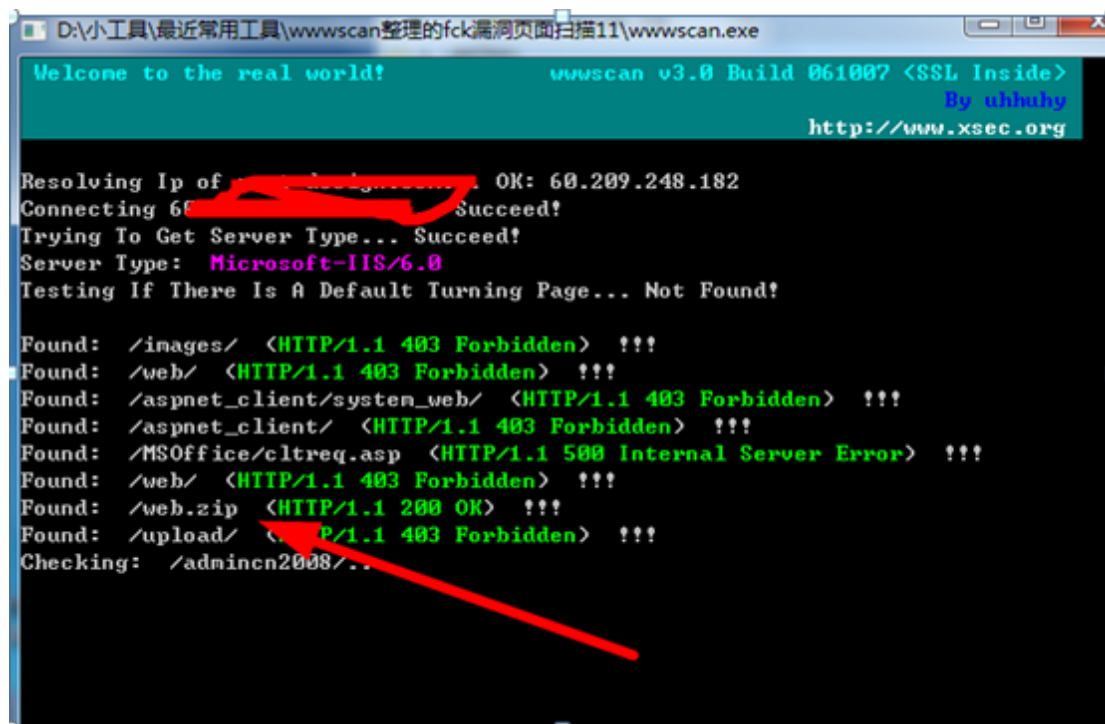 D:\小工具\最近常用工具\wwwscan整理的fck漏洞页面扫描11\wwwscan.exe
Welcome to the real world! wwwscan v3.0 Build 061007 <SSL Inside>
By uhhuhy
http://www.xsec.org
Resolving Ip of OK: 60.209.248.182
Connecting 60 Succeed!
Trying To Get Server Type... Succeed!
Server Type: Microsoft-IIS/6.0
Testing If There Is A Default Turning Page... Not Found!
Found: /images/ <HTTP/1.1 403 Forbidden> !!!
Found: /web/ <HTTP/1.1 403 Forbidden> !!!
Found: /aspnet_client/system_web/ <HTTP/1.1 403 Forbidden> !!!
Found: /aspnet_client/ <HTTP/1.1 403 Forbidden> !!!
Found: /MSOffice/cltreq.asp <HTTP/1.1 500 Internal Server Error> !!!
Found: /web/ <HTTP/1.1 403 Forbidden> !!!
Found: /web.zip <HTTP/1.1 200 OK> !!!
Found: /upload/ P/1.1 403 Forbidden> !!!
Checking: /admincn2008/..